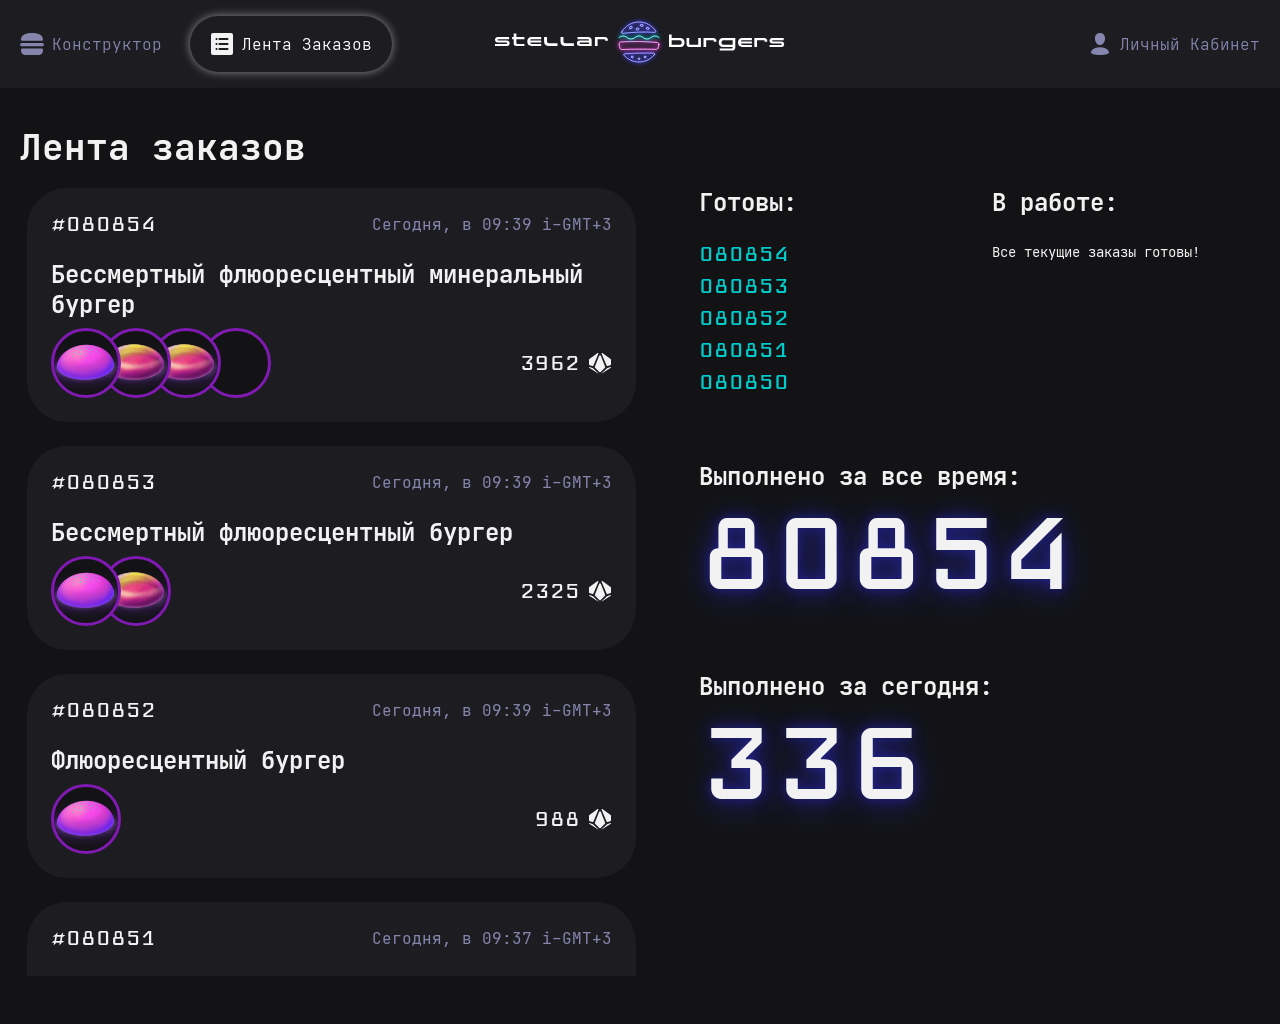 Конструктор
Лента Заказов
stellar burgers
Личный Кабинет
Лента заказов
#080854
Сегодня, в 09:39 i-GMT+3
Бессмертный флюоресцентный минеральный
бургер
3962
#080853
Сегодня, в 09:39 i-GMT+3
Бессмертный флюоресцентный бургер
2325
#080852
Сегодня, в 09:39 i-GMT+3
Флюоресцентный бургер
988
#080851
Сегодня, в 09:37 i-GMT+3
Готовы:
080854
080853
080852
080851
080850
В работе:
Все текущие заказы готовы!
Выполнено за все время:
80854
Выполнено за сегодня:
336